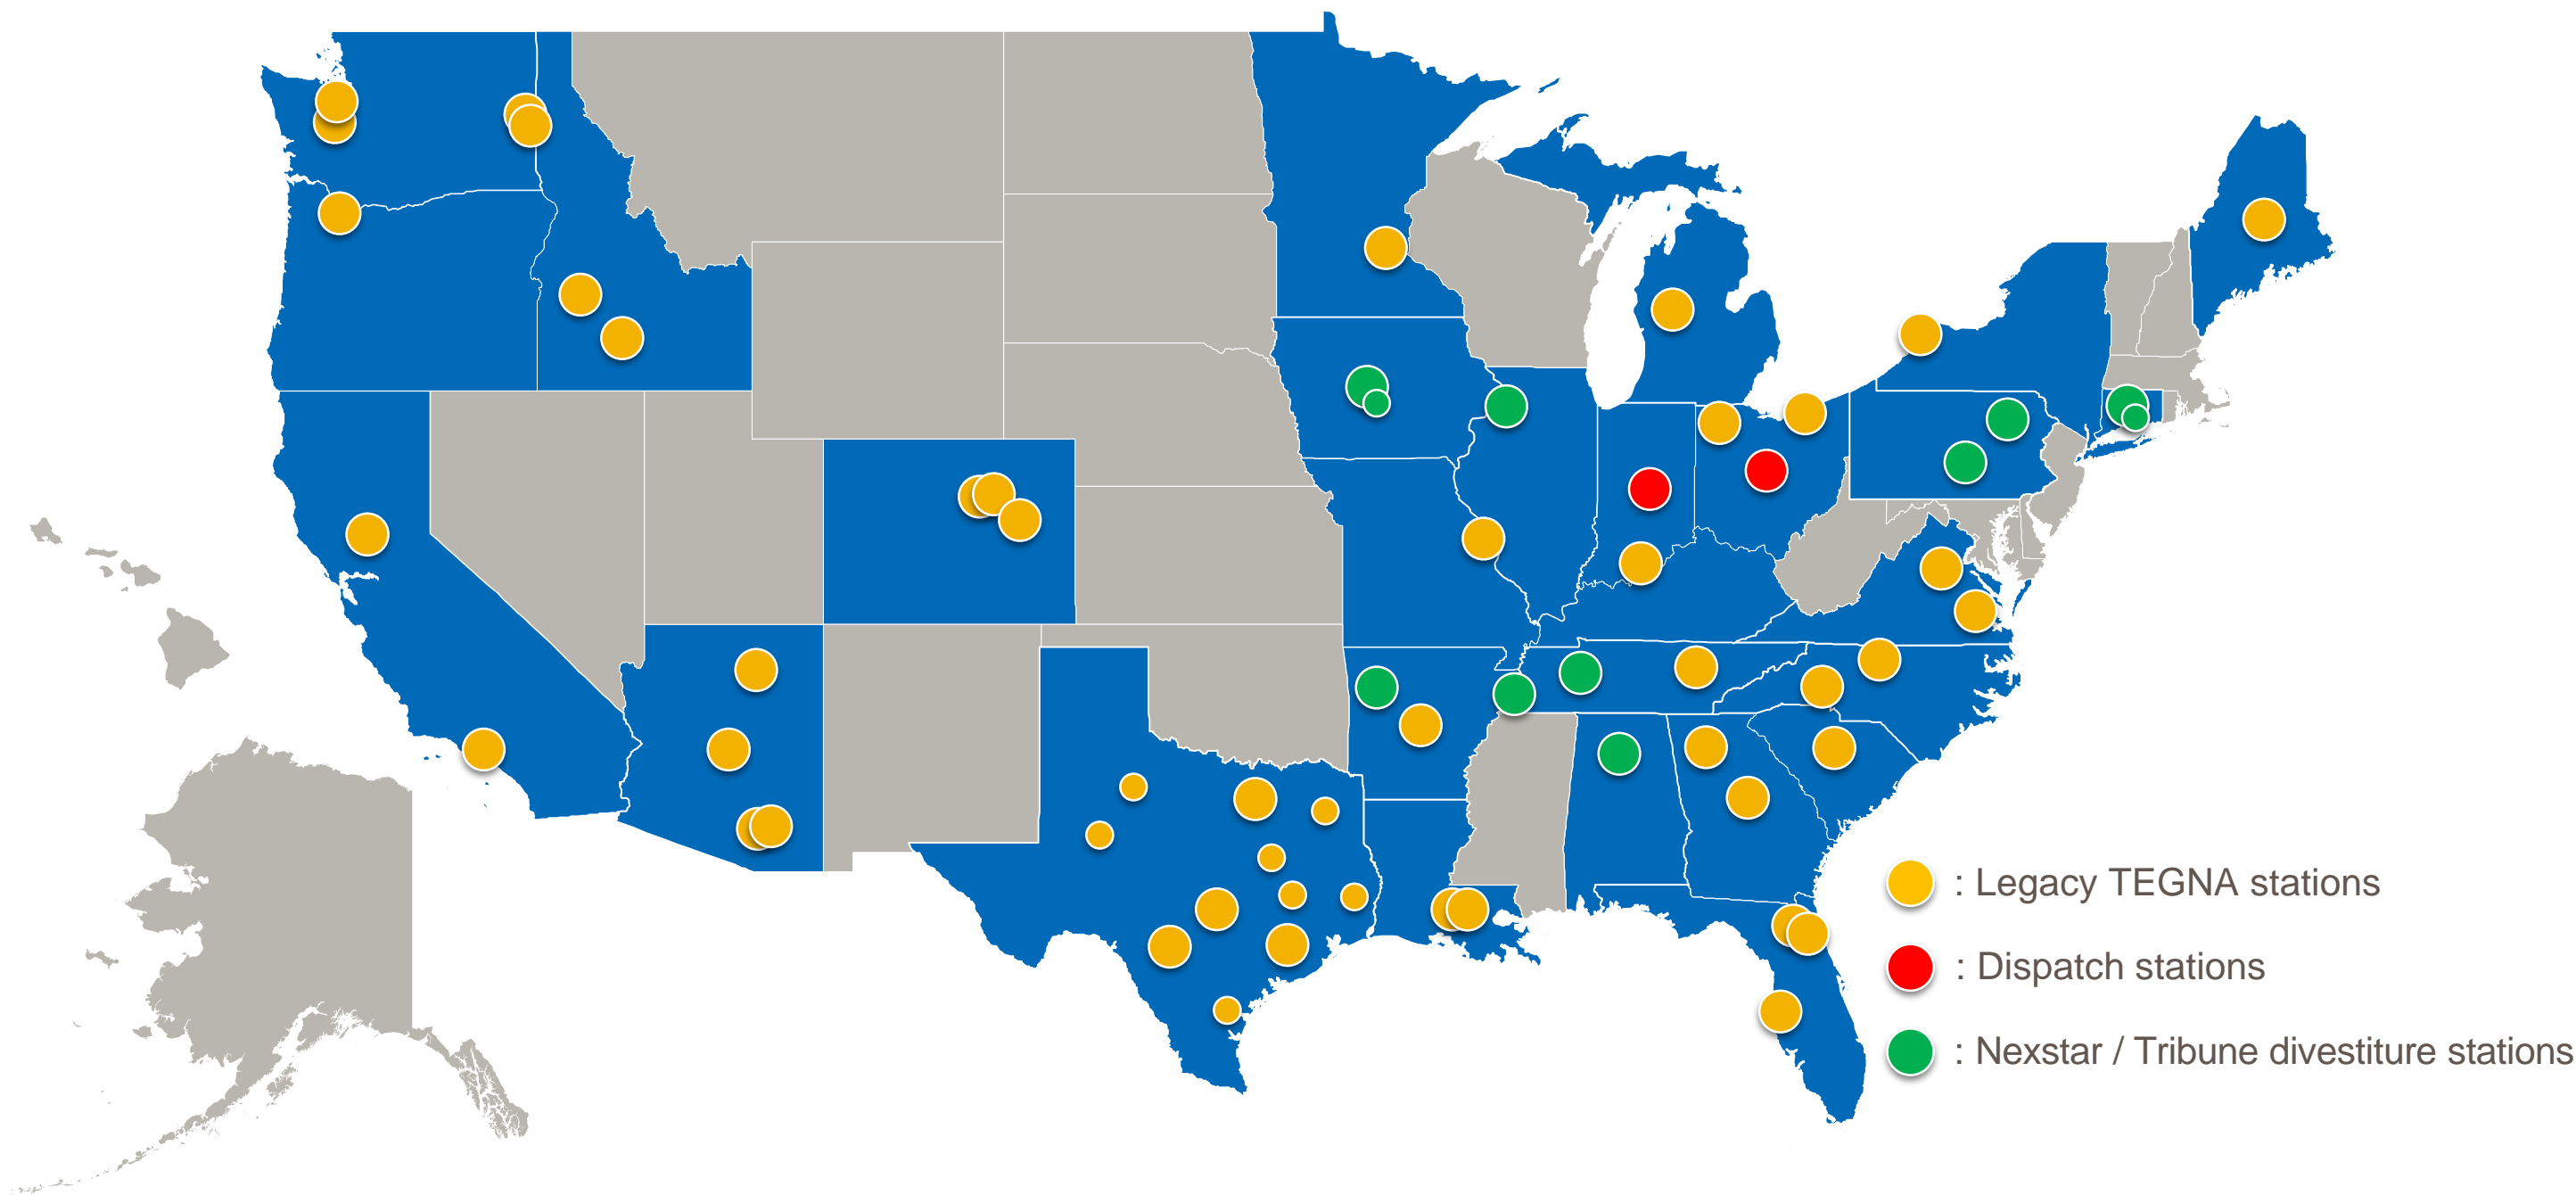 : Legacy TEGNA stations
: Dispatch stations
: Nexstar / Tribune divestiture stations